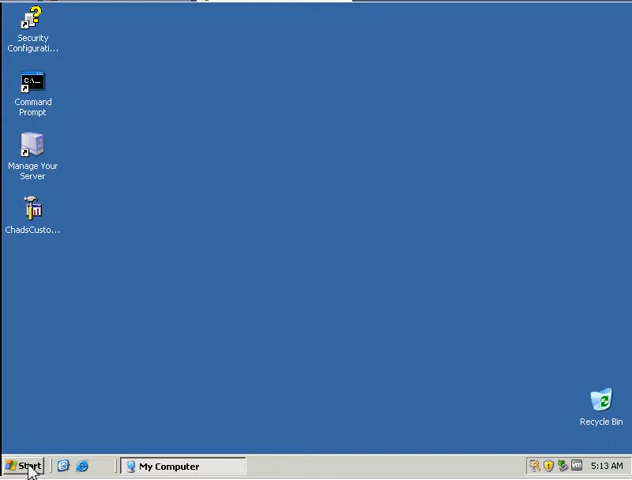 Security
Configurati...
Command
Prompt
Manage Your
Server
ChadsCusto...
Recycle Bin
Start
My Computer
5:13 AM